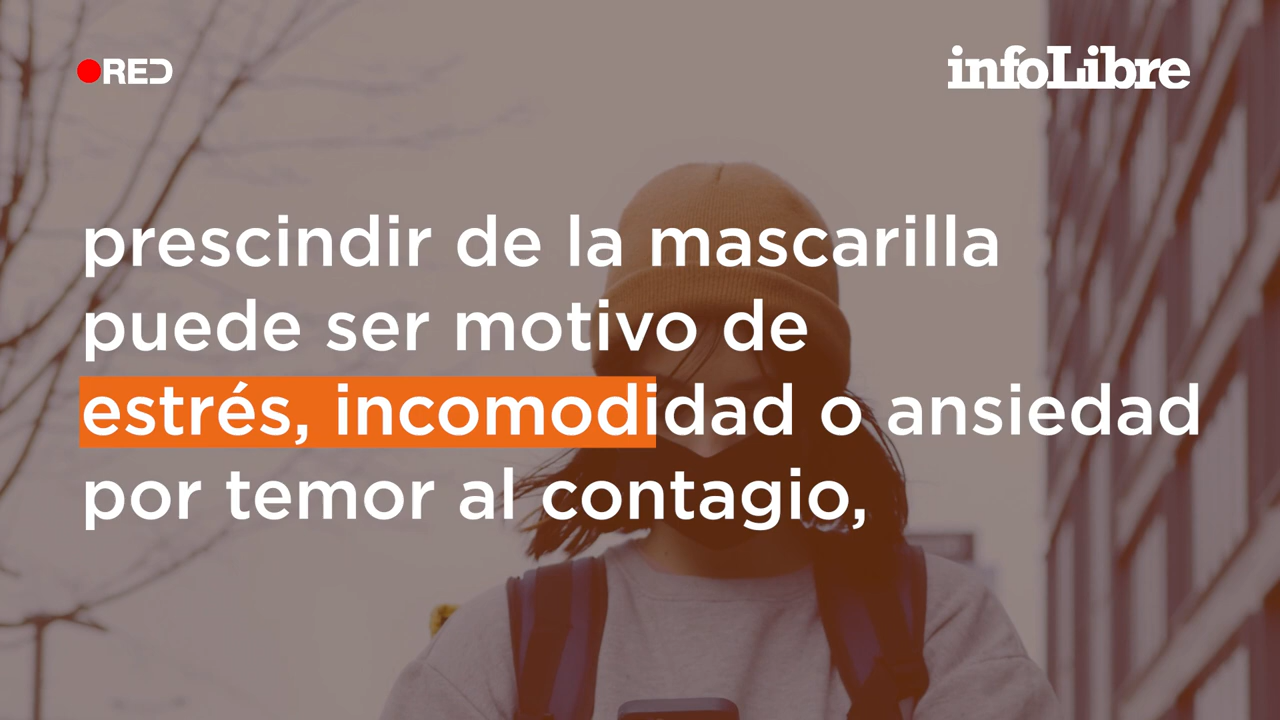 RED
infoLibre
prescindir de la mascarilla
puede ser motivo de
estrés, incomodidad o ansiedad
por temor al contagio,